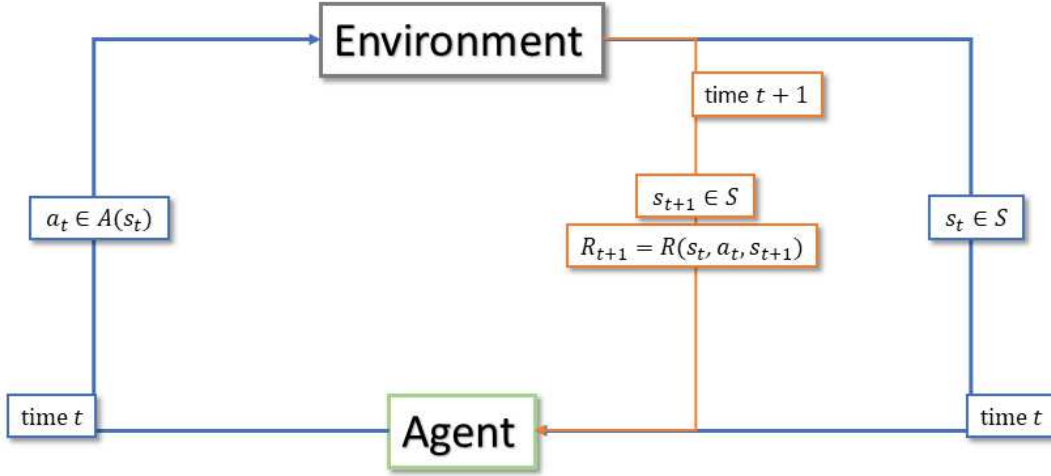 Environment
time t + 1
a_t ∈ A(s_t)
s_{t+1} ∈ S
s_t ∈ S
R_{t+1} = R(s_t, a_t, s_{t+1})
time t
Agent
time t